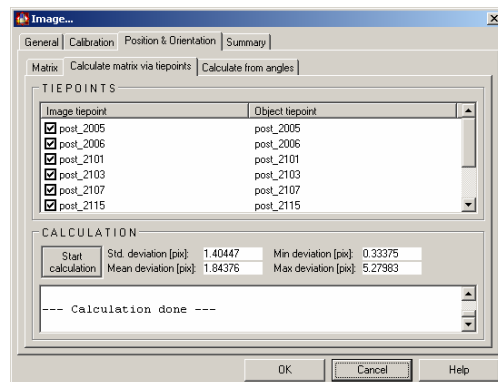 Image...
General Calibration Position & Orientation Summary
Matrix Calculate matrix via tiepoints Calculate from angles
TIEPOINTS
Image tiepoint Object tiepoint
post_2005 post_2005
post_2006 post_2006
post_2101 post_2101
post_2103 post_2103
post_2107 post_2107
post_2115 post_2115
CALCULATION
Start calculation
Std. deviation [pix]: 1.40447 Min deviation [pix]: 0.33375
Mean deviation [pix]: 1.84376 Max deviation [pix]: 5.27983
--- Calculation done ---
OK Cancel Help